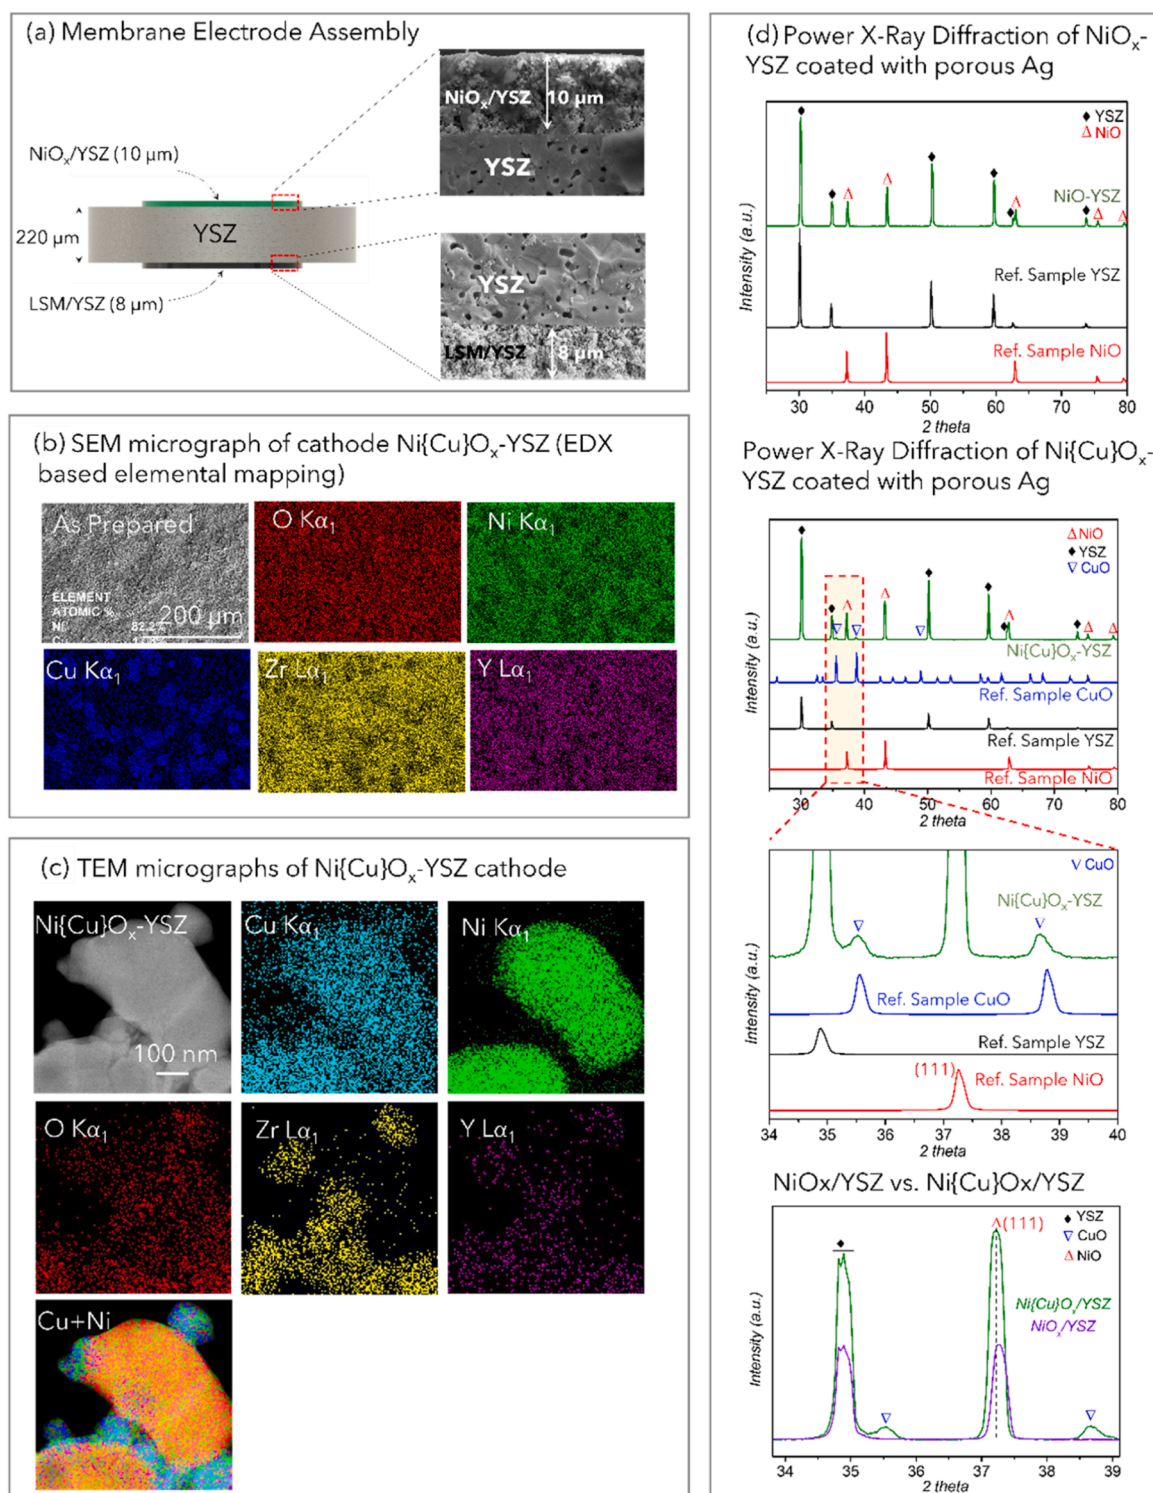 (a) Membrane Electrode Assembly
NiOₓ/YSZ (10 μm)
220 μm
YSZ
LSM/YSZ (8 μm)
NiOₓ/YSZ
10 μm
YSZ
YSZ
LSM/YSZ
8 μm
(b) SEM micrograph of cathode Ni{Cu}Oₓ-YSZ (EDX
based elemental mapping)
As Prepared
ELEMENT
ATOMIC %
200 μm
O Kα₁
Ni Kα₁
Cu Kα₁
Zr Lα₁
Y Lα₁
(c) TEM micrographs of Ni{Cu}Oₓ-YSZ cathode
Ni{Cu}Oₓ-YSZ
100 nm
Cu Kα₁
Ni Kα₁
O Kα₁
Zr Lα₁
Y Lα₁
Cu+Ni
(d) Power X-Ray Diffraction of NiOₓ-
YSZ coated with porous Ag
♦ YSZ
Δ NiO
NiO-YSZ
Ref. Sample YSZ
Ref. Sample NiO
Intensity (a.u.)
30 40 50 60 70 80
2 theta
Power X-Ray Diffraction of Ni{Cu}Oₓ-
YSZ coated with porous Ag
Δ NiO
♦ YSZ
∇ CuO
Ni{Cu}Oₓ-YSZ
Ref. Sample CuO
Ref. Sample YSZ
Ref. Sample NiO
Intensity (a.u.)
30 40 50 60 70 80
2 theta
∇ CuO
Ni{Cu}Oₓ-YSZ
Ref. Sample CuO
Ref. Sample YSZ
(111)
Ref. Sample NiO
Intensity (a.u.)
34 35 36 37 38 39 40
2 theta
NiOx/YSZ vs. Ni{Cu}Ox/YSZ
Δ(111)
♦ YSZ
∇ CuO
Δ NiO
Ni{Cu}Oₓ/YSZ
NiOₓ/YSZ
Intensity (a.u.)
34 35 36 37 38 39
2 theta